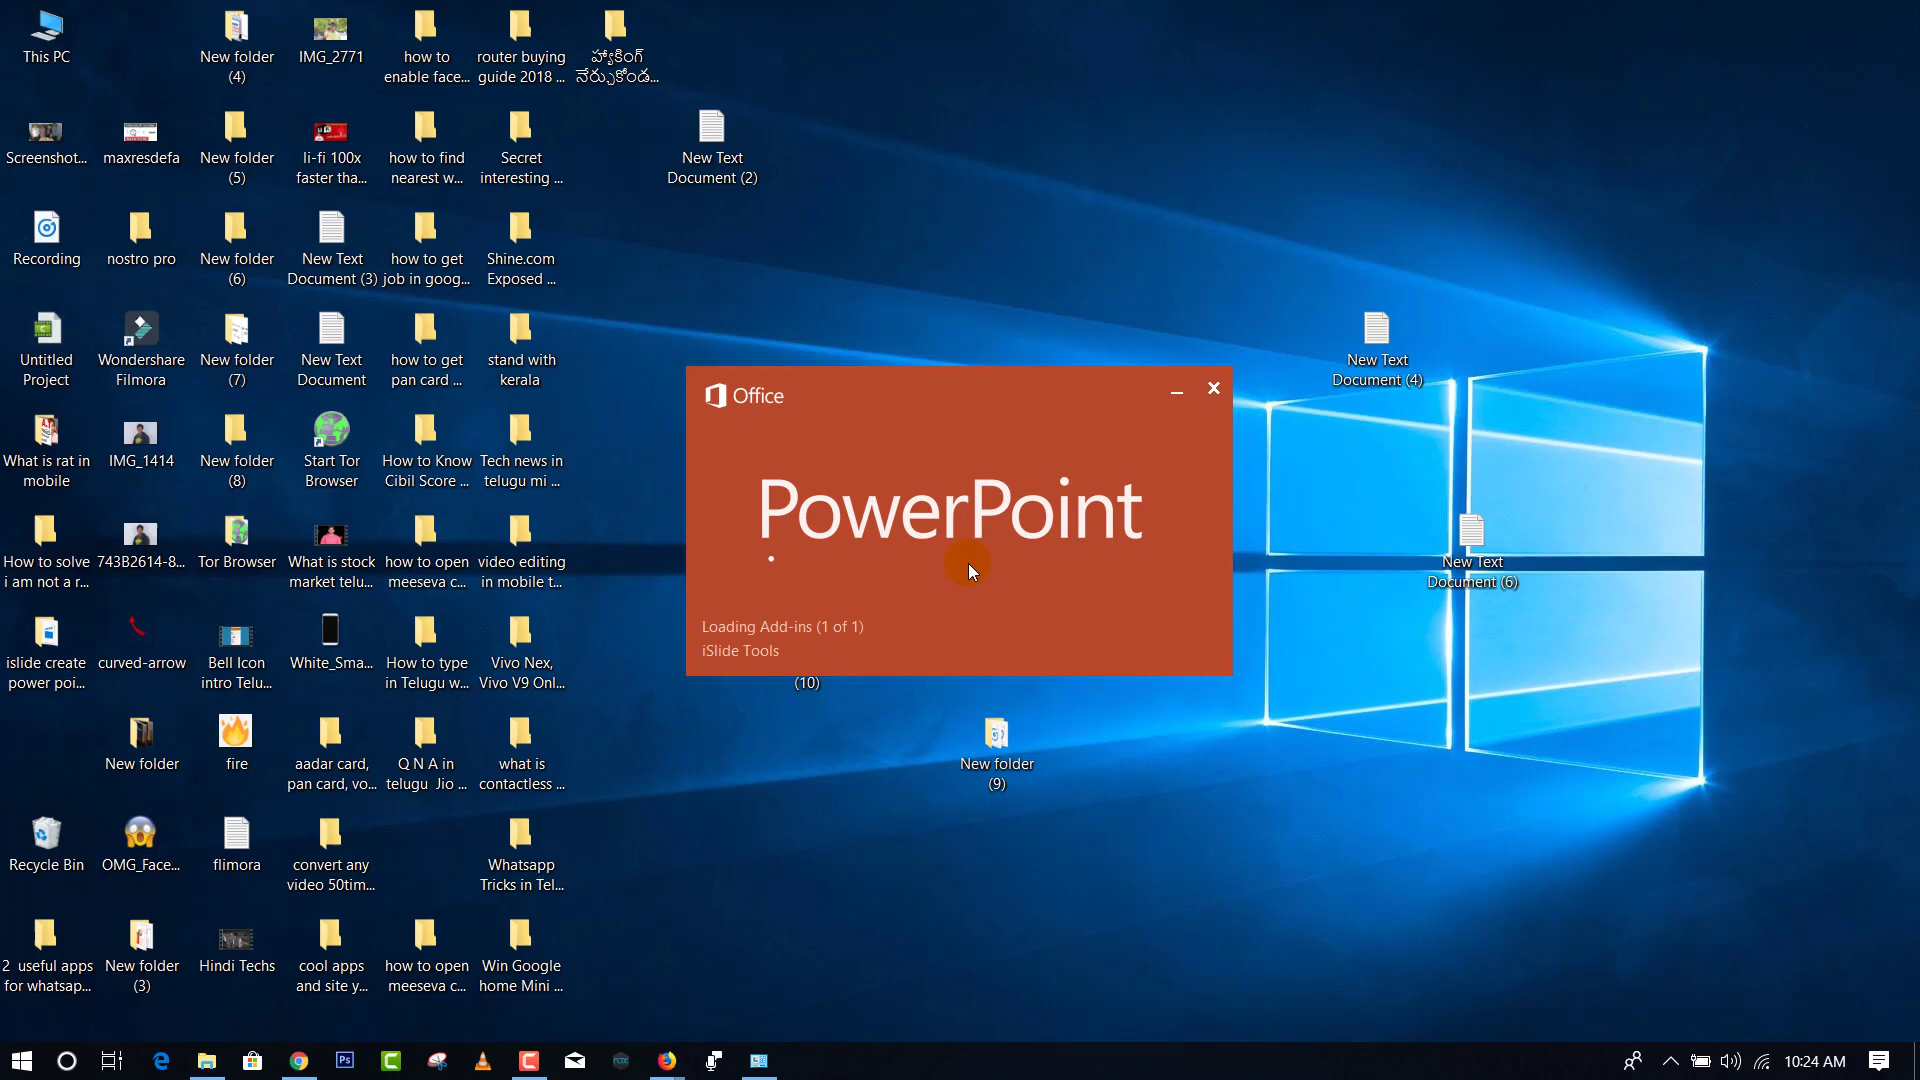 This PC
New folder
(4)
IMG_2771
how to
enable face...
router buying
guide 2018 ...
హ్యాకింగ్
నేర్చుకోండ...
Screenshot...
maxresdefa
New folder
(5)
li-fi 100x
faster tha...
how to find
nearest w...
Secret
interesting ...
New Text
Document (2)
Recording
nostro pro
New folder
(6)
New Text
Document (3)
how to get
job in goog...
Shine.com
Exposed ...
Untitled
Project
Wondershare
Filmora
New folder
(7)
New Text
Document
how to get
pan card ...
stand with
kerala
New Text
Document (4)
What is rat in
mobile
IMG_1414
New folder
(8)
Start Tor
Browser
How to Know
Cibil Score ...
Tech news in
telugu mi ...
How to solve
i am not a r...
743B2614-8...
Tor Browser
What is stock
market telu...
how to open
meeseva c...
video editing
in mobile t...
New Text
Document (6)
islide create
power poi...
curved-arrow
Bell Icon
intro Telu...
White_Sma...
How to type
in Telugu w...
Vivo Nex,
Vivo V9 Onl...
(10)
New folder
fire
aadar card,
pan card, vo...
Q N A in
telugu Jio ...
what is
contactless ...
New folder
(9)
Recycle Bin
OMG_Face...
flimora
convert any
video 50tim...
Whatsapp
Tricks in Tel...
2 useful apps
for whatsap...
New folder
(3)
Hindi Techs
cool apps
and site y...
how to open
meeseva c...
Win Google
home Mini ...
Office
PowerPoint
Loading Add-ins (1 of 1)
iSlide Tools
Ps
10:24 AM